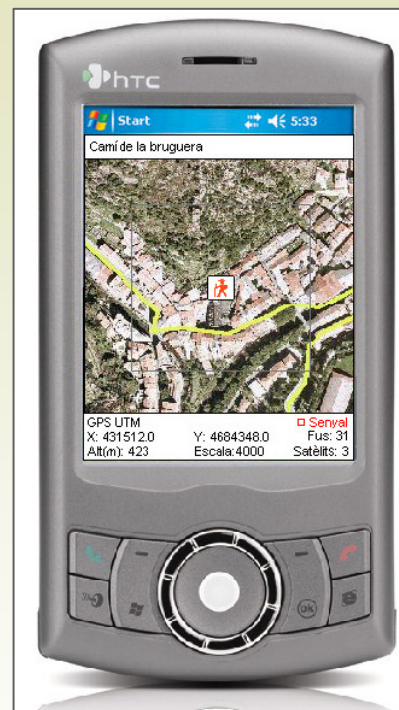 hTC
Start 5:33
Camí de la bruguera
GPS UTM
Senyal
X: 431512.0 Y: 4684348.0 Fus: 31
Alt(m): 423 Escala:4000 Satèlits: 3
ok